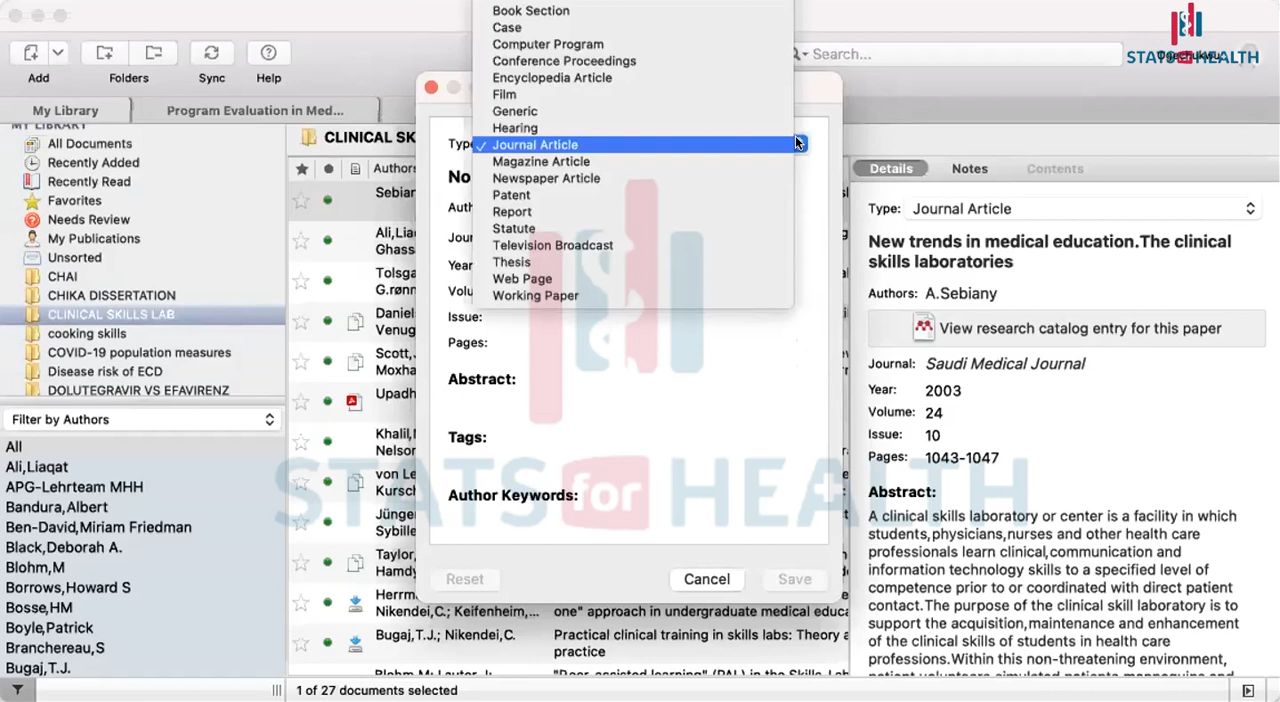 Add
Folders
Sync
Help
Search...
STATS HEALTH
My Library
Program Evaluation in Med...
MY LIBRARY
All Documents
Recently Added
Recently Read
Favorites
Needs Review
My Publications
Unsorted
CHAI
CHIKA DISSERTATION
CLINICAL SKILLS LAB
cooking skills
COVID-19 population measures
Disease risk of ECD
DOLUTEGRAVIR VS EFAVIRENZ
Filter by Authors
All
Ali,Liaqat
APG-Lehrteam MHH
Bandura,Albert
Ben-David,Miriam Friedman
Black,Deborah A.
Blohm,M
Borrows,Howard S
Bosse,HM
Boyle,Patrick
Branchereau,S
Bugaj,T.J.
CLINICAL SK
Authors
Sebian
Ali,Lia
Ghass
Tolsga
G.rønn
Daniel
Venug
Scott,
Moxha
Upadh
Khalil,
Nelson
von Le
Kursch
Jünge
Sybille
Taylor,
Hamdy
Herrm
Nikendei,C.; Keifenheim,...
one" approach in undergraduate medical educa
Bugaj,T.J.; Nikendei,C.
Practical clinical training in skills labs: Theory a
practice
1 of 27 documents selected
Book Section
Case
Computer Program
Conference Proceedings
Encyclopedia Article
Film
Generic
Hearing
Journal Article
Magazine Article
Newspaper Article
Patent
Report
Statute
Television Broadcast
Thesis
Web Page
Working Paper
Type
No
Auth
Jour
Year
Volu
Issue:
Pages:
Abstract:
Tags:
Author Keywords:
Reset
Cancel
Save
STATS for HEALTH
Details
Notes
Contents
Type: Journal Article
New trends in medical education.The clinical
skills laboratories
Authors: A.Sebiany
View research catalog entry for this paper
Journal: Saudi Medical Journal
Year: 2003
Volume: 24
Issue: 10
Pages: 1043-1047
Abstract:
A clinical skills laboratory or center is a facility in which
students,physicians,nurses and other health care
professionals learn clinical,communication and
information technology skills to a specified level of
competence prior to or coordinated with direct patient
contact.The purpose of the clinical skill laboratory is to
support the acquisition,maintenance and enhancement
of the clinical skills of students in health care
professions.Within this non-threatening environment,